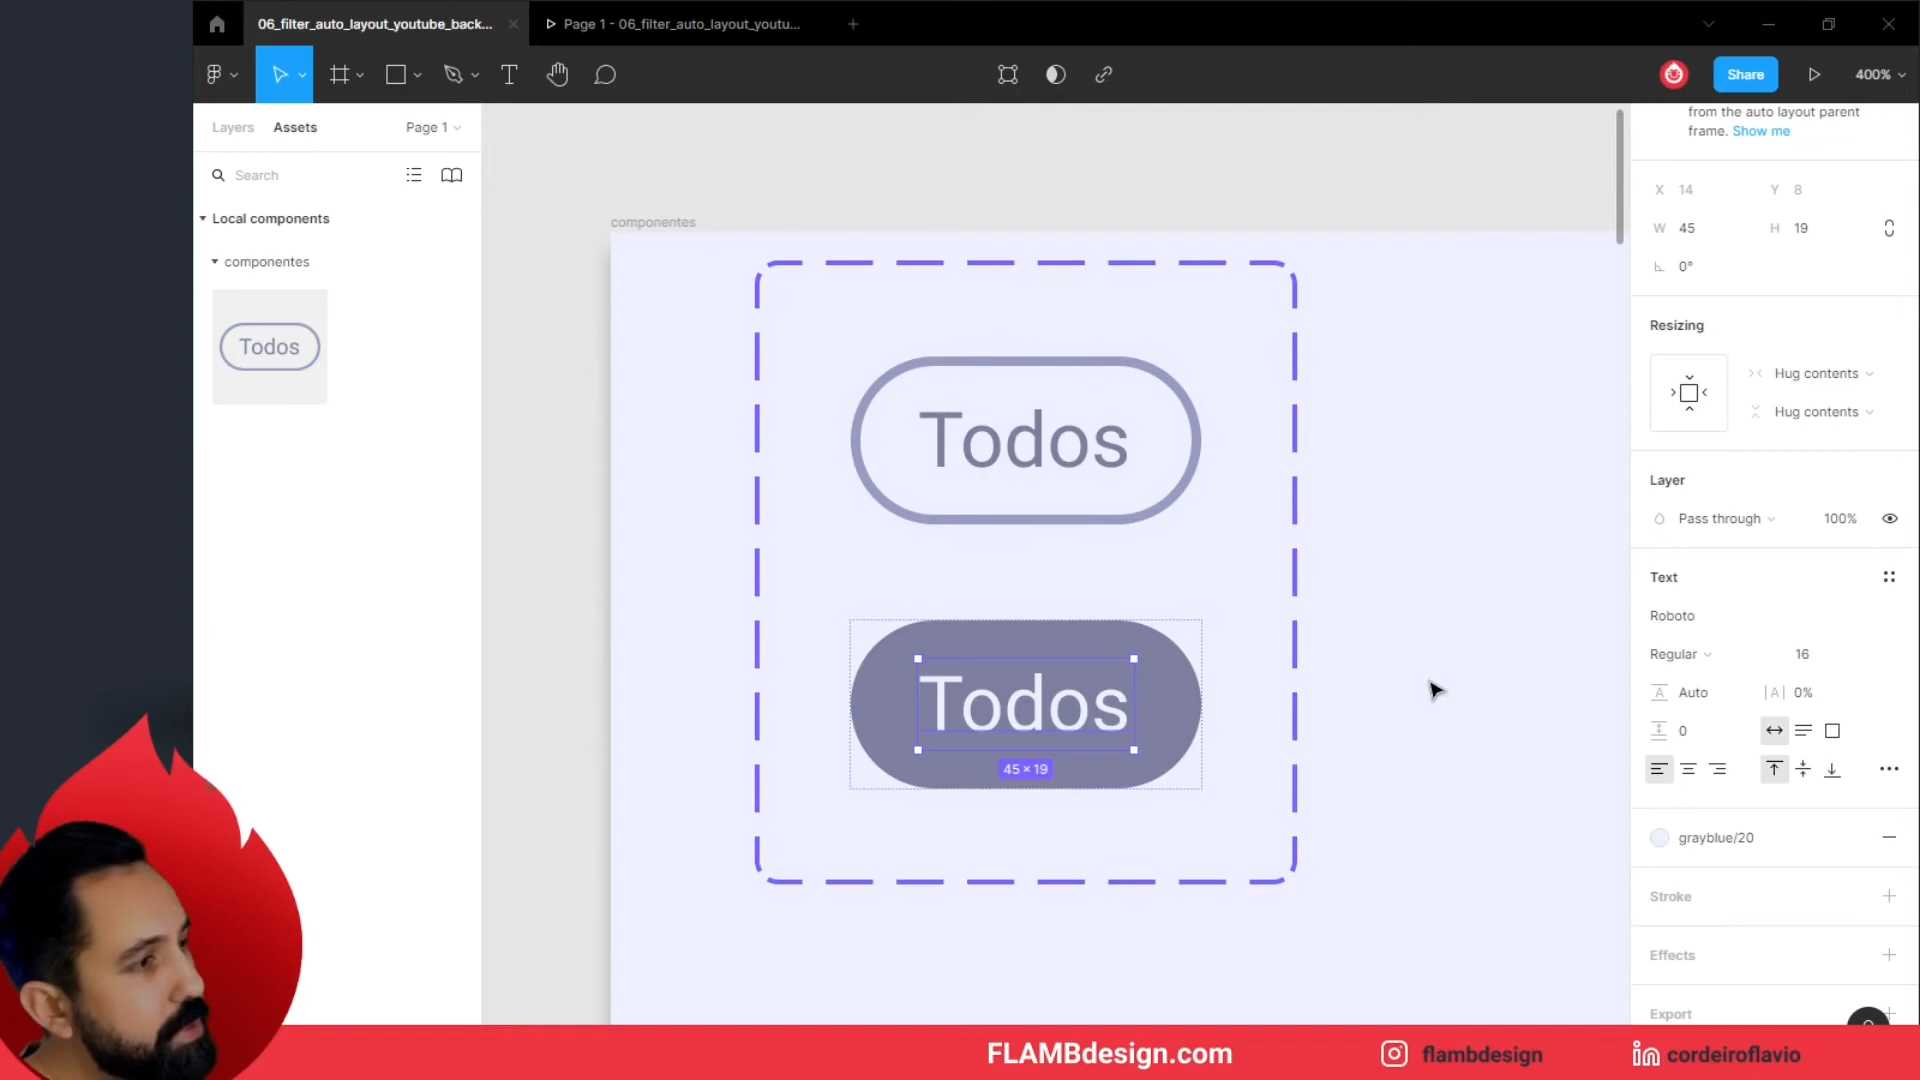 06_filter_auto_layout_youtube_back...
Page 1 - 06_filter_auto_layout_youtu...
Share
400%
Layers
Assets
Page 1
Search
Local components
componentes
Todos
componentes
Todos
Todos
45 × 19
from the auto layout parent
frame. Show me
X 14
Y 8
W 45
H 19
0°
Resizing
Hug contents
Hug contents
Layer
Pass through
100%
Text
Roboto
Regular
16
Auto
0%
0
grayblue/20
Stroke
Effects
Export
FLAMBdesign.com
flambdesign
cordeiroflavio